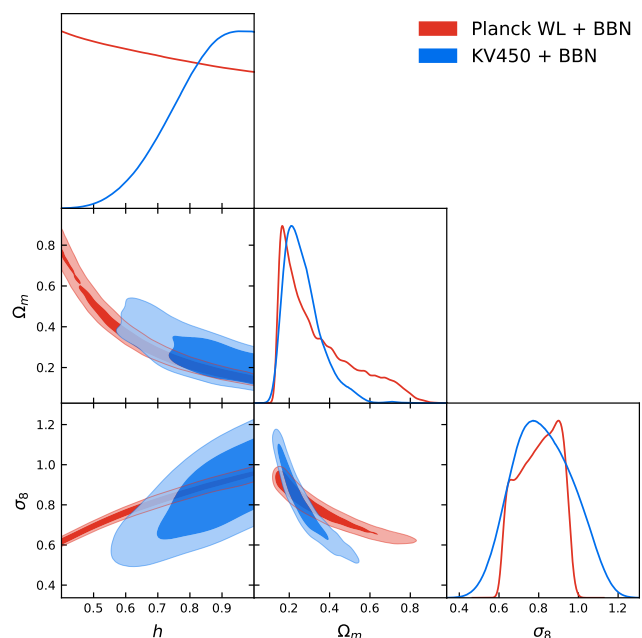 Planck WL + BBN
KV450 + BBN
0.8
0.6
0.4
0.2
Ωm
1.2
1.0
0.8
0.6
0.4
σ8
0.5 0.6 0.7 0.8 0.9
0.2 0.4 0.6 0.8
0.4 0.6 0.8 1.0 1.2
h
Ωm
σ8